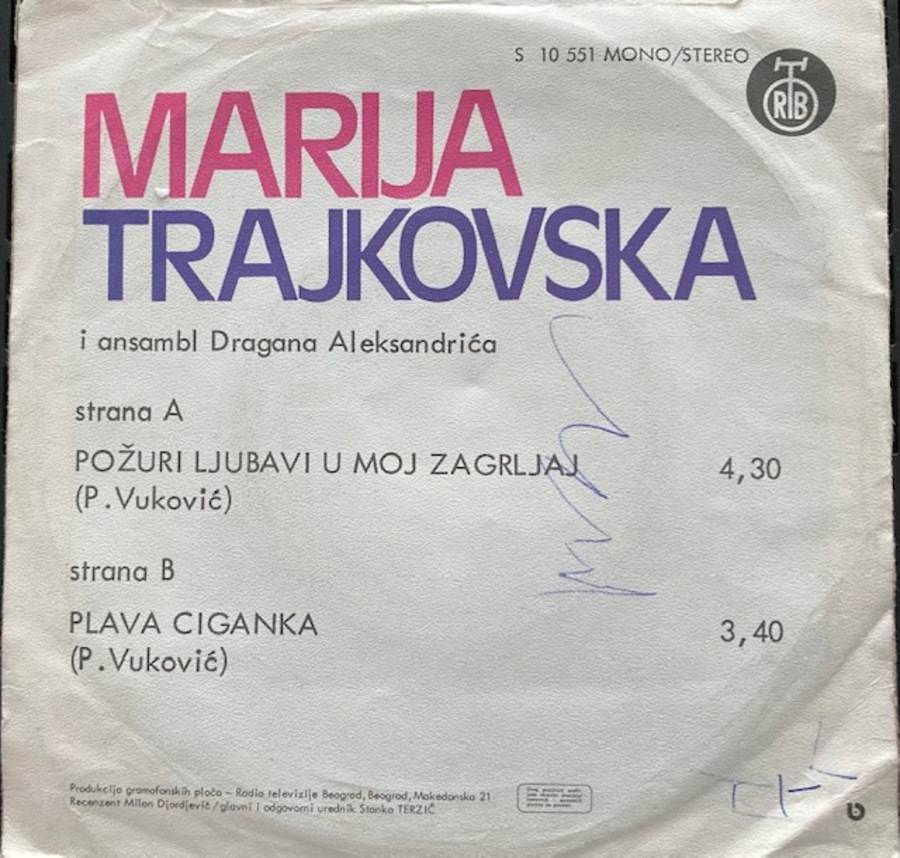 S 10 551 MONO/STEREO
RTB
MARIJA
TRAJKOVSKA
i ansambl Dragana Aleksandrića
strana A
POŽURI LJUBAVI U MOJ ZAGRLJAJ 4,30
(P.Vuković)
strana B
PLAVA CIGANKA 3,40
(P.Vuković)
Produkcija gramofonskih ploča – Radio televizije Beograd, Beograd, Makedonska 21
Recenzent Milan Djordjević/glavni i odgovorni urednik Stanko TERZIĆ